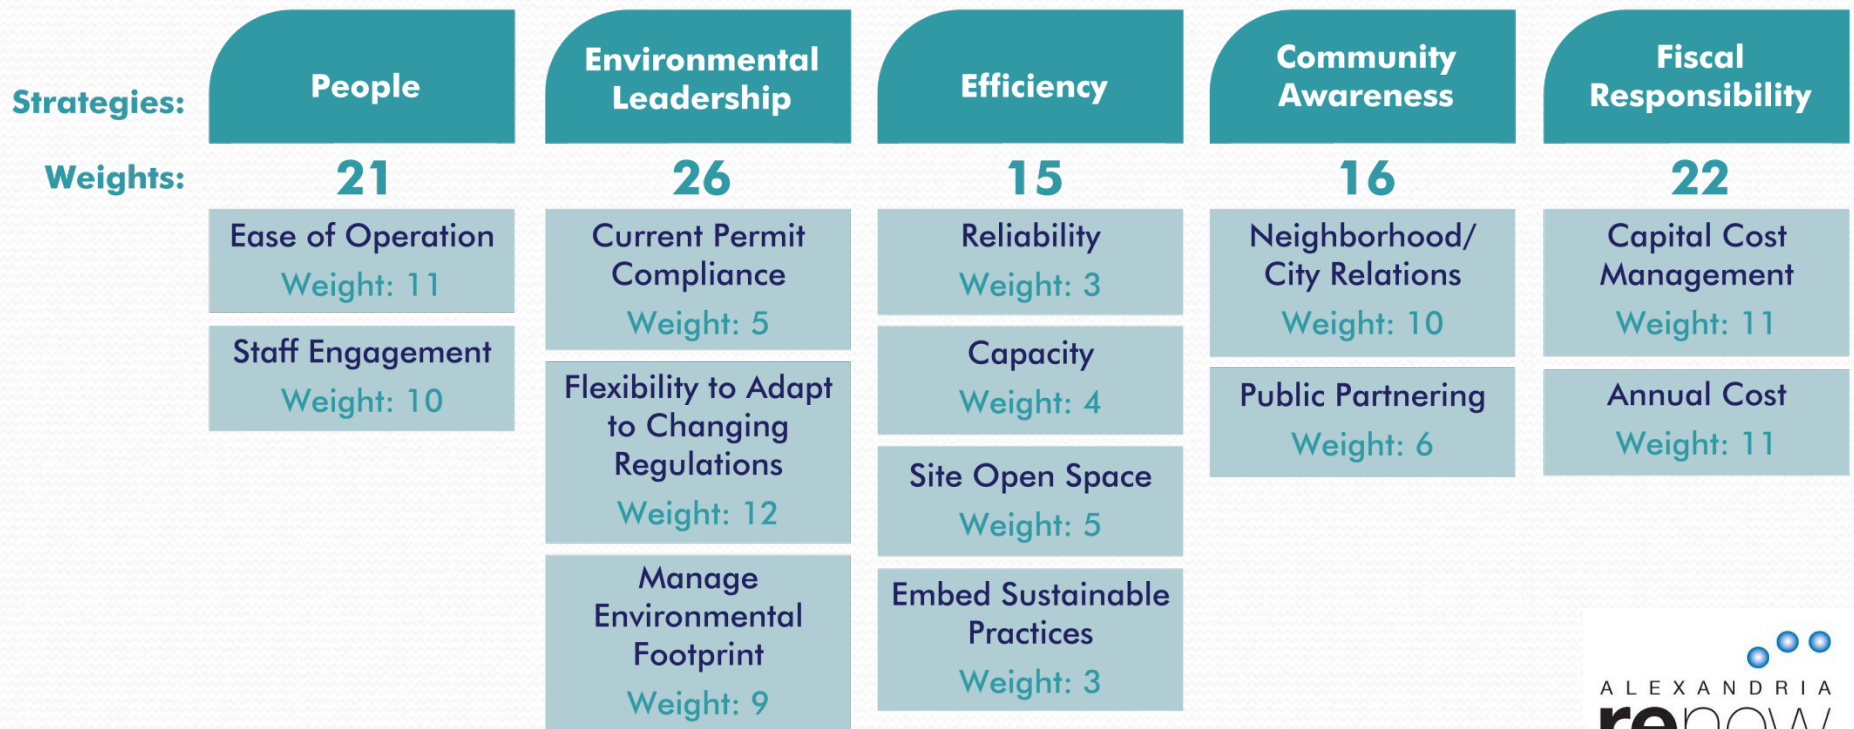 Strategies:
People
Environmental
Leadership
Efficiency
Community
Awareness
Fiscal
Responsibility
Weights:
21
26
15
16
22
Ease of Operation
Weight: 11
Staff Engagement
Weight: 10
Current Permit
Compliance
Weight: 5
Flexibility to Adapt
to Changing
Regulations
Weight: 12
Manage
Environmental
Footprint
Weight: 9
Reliability
Weight: 3
Capacity
Weight: 4
Site Open Space
Weight: 5
Embed Sustainable
Practices
Weight: 3
Neighborhood/
City Relations
Weight: 10
Public Partnering
Weight: 6
Capital Cost
Management
Weight: 11
Annual Cost
Weight: 11
ALEXANDRIA
renew